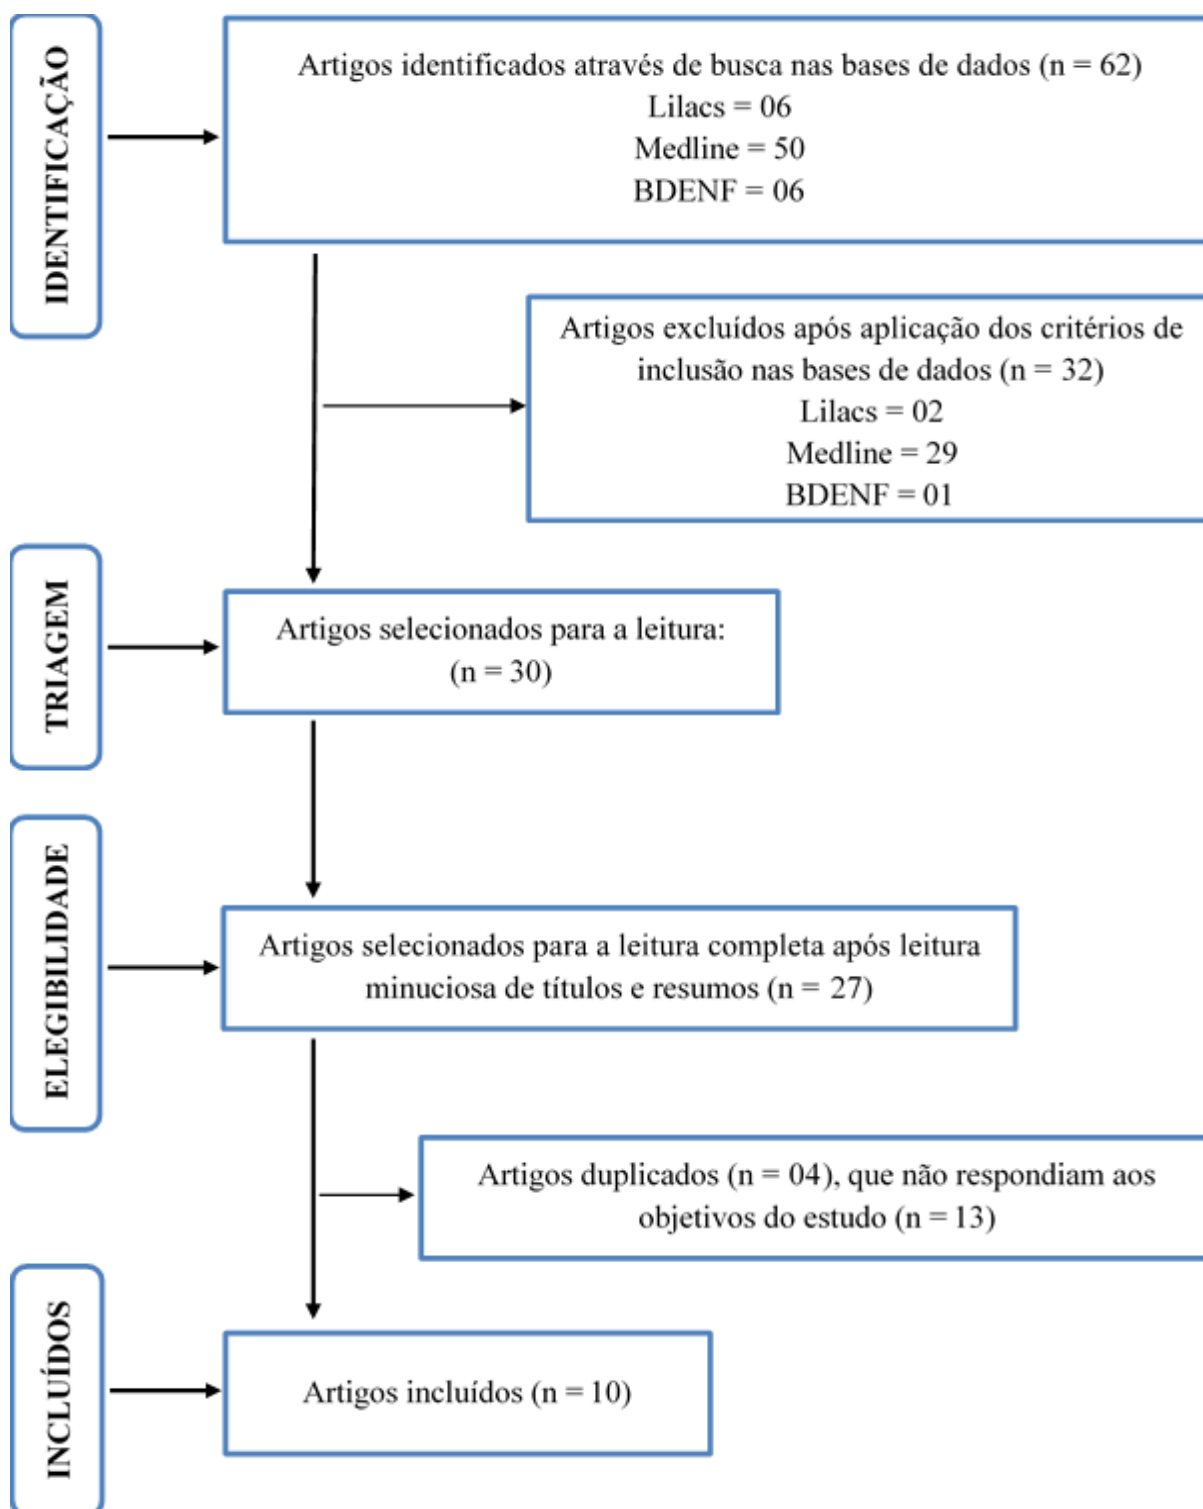 IDENTIFICAÇÃO
Artigos identificados através de busca nas bases de dados (n = 62)
Lilacs = 06
Medline = 50
BDENF = 06
Artigos excluídos após aplicação dos critérios de
inclusão nas bases de dados (n = 32)
Lilacs = 02
Medline = 29
BDENF = 01
TRIAGEM
Artigos selecionados para a leitura:
(n = 30)
ELEGIBILIDADE
Artigos selecionados para a leitura completa após leitura
minuciosa de títulos e resumos (n = 27)
Artigos duplicados (n = 04), que não respondiam aos
objetivos do estudo (n = 13)
INCLUÍDOS
Artigos incluídos (n = 10)